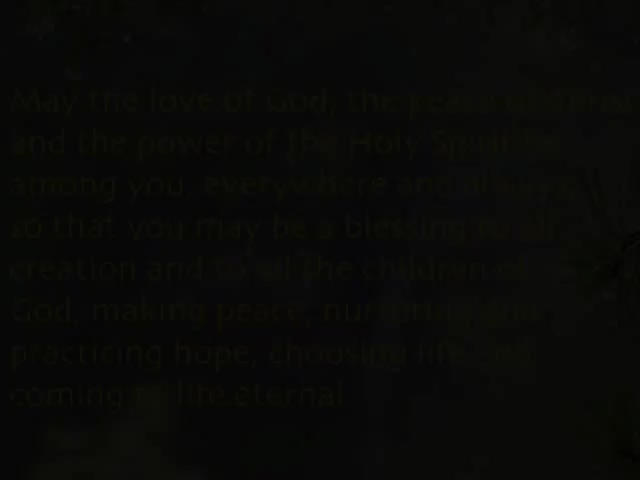 May the love of God, the peace of Christ
and the power of the Holy Spirit be
among you, everywhere and
so that you may be a blessing to all
creation and to all the children of
God, making peace, nurturing and
practicing hope, choosing life and
coming to life eternal